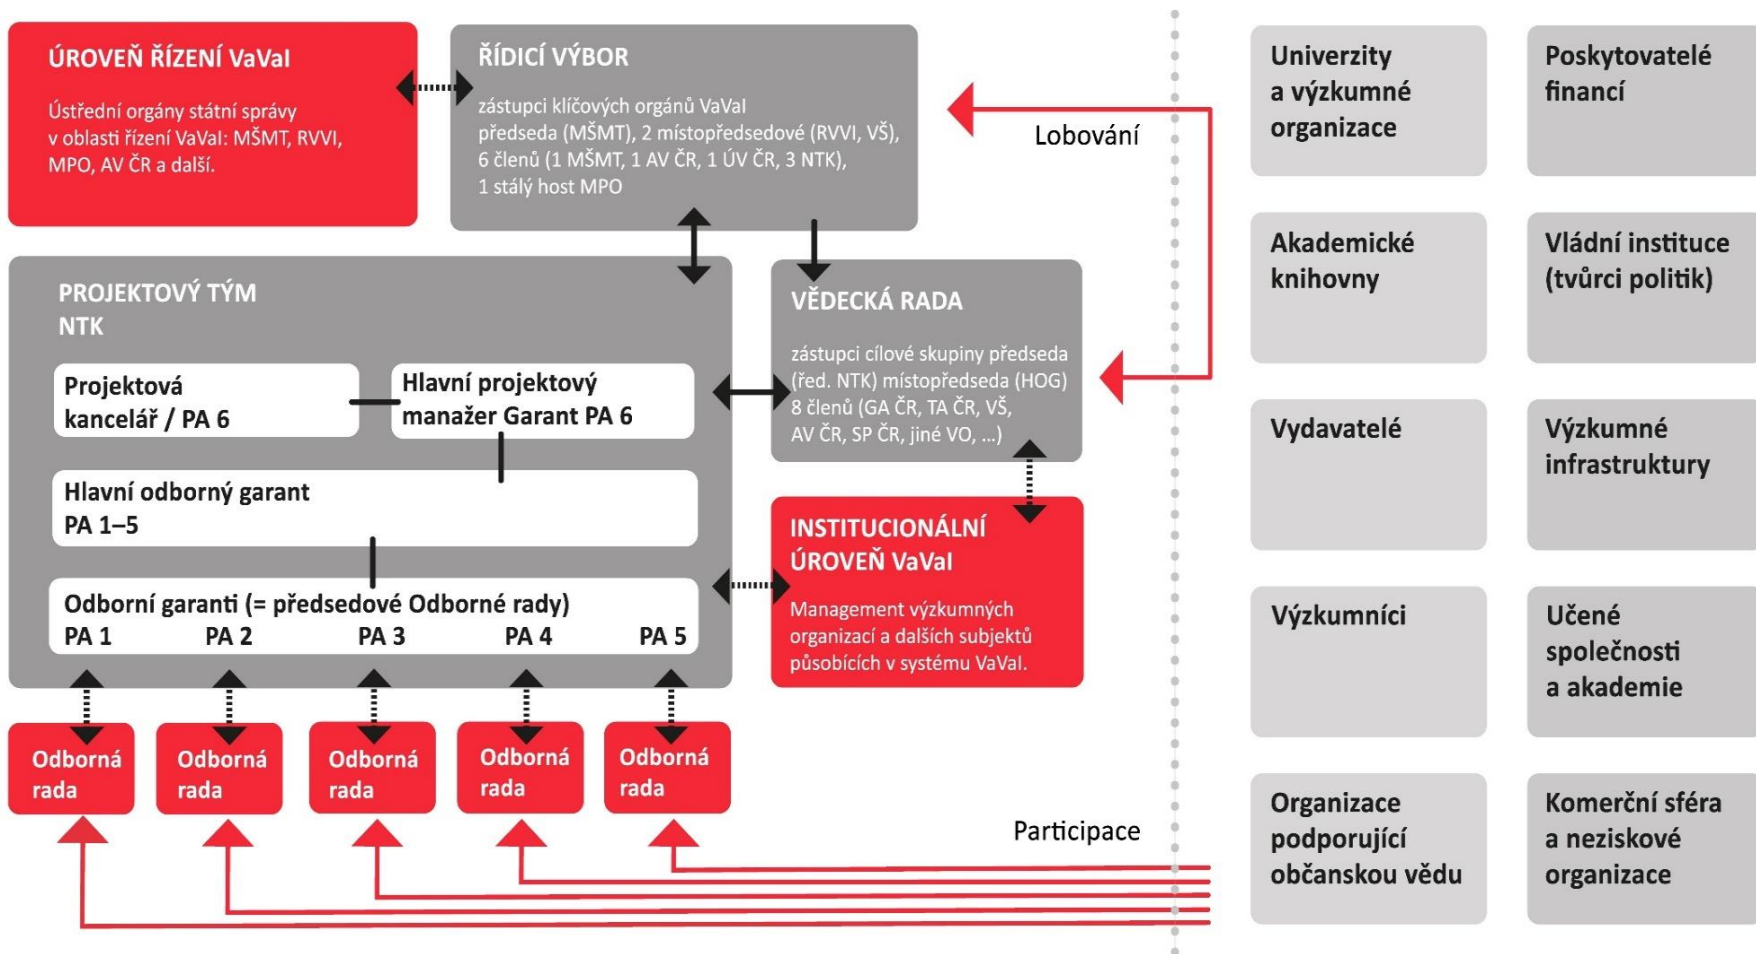 ÚROVEŇ ŘÍZENÍ VaVaI
Ústřední orgány státní správy
v oblasti řízení VaVaI: MŠMT, RVVI,
MPO, AV ČR a další.
ŘÍDICÍ VÝBOR
zástupci klíčových orgánů VaVaI
předseda (MŠMT), 2 místopředsedové (RVVI, VŠ),
6 členů (1 MŠMT, 1 AV ČR, 1 ÚV ČR, 3 NTK),
1 stálý host MPO
Lobování
PROJEKTOVÝ TÝM
NTK
Projektová
kancelář / PA 6
Hlavní projektový
manažer Garant PA 6
Hlavní odborný garant
PA 1–5
Odborní garanti (= předsedové Odborné rady)
PA 1 PA 2 PA 3 PA 4 PA 5
VĚDECKÁ RADA
zástupci cílové skupiny předseda
(řed. NTK) místopředseda (HOG)
8 členů (GA ČR, TA ČR, VŠ,
AV ČR, SP ČR, jiné VO, ...)
INSTITUCIONÁLNÍ
ÚROVEŇ VaVaI
Management výzkumných
organizací a dalších subjektů
působících v systému VaVaI.
Odborná
rada
Odborná
rada
Odborná
rada
Odborná
rada
Odborná
rada
Participace
Univerzity
a výzkumné
organizace
Poskytovatelé
financí
Akademické
knihovny
Vládní instituce
(tvůrci politik)
Vydavatelé
Výzkumné
infrastruktury
Výzkumníci
Učené
společnosti
a akademie
Organizace
podporující
občanskou vědu
Komerční sféra
a neziskové
organizace